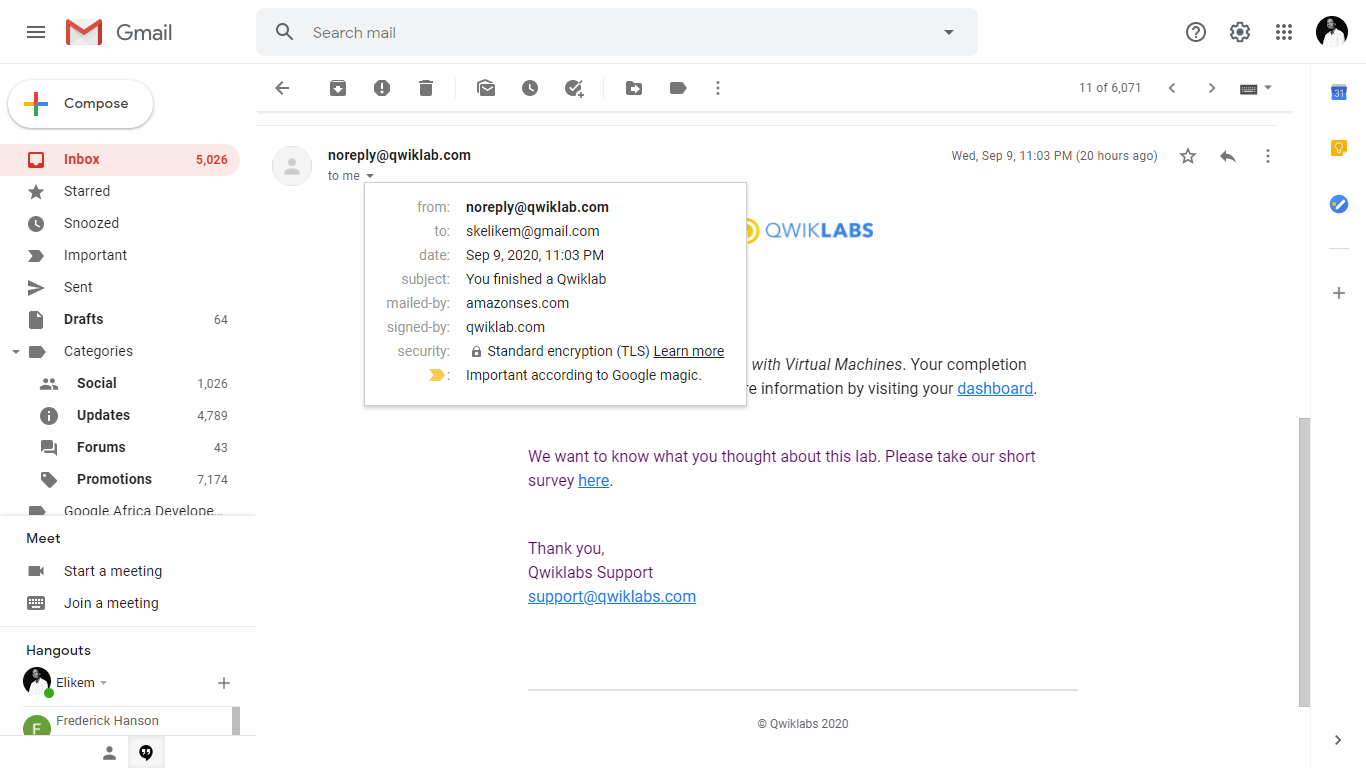 Gmail
Search mail
Compose
Inbox 5,026
Starred
Snoozed
Important
Sent
Drafts 64
Categories
Social 1,026
Updates 4,789
Forums 43
Promotions 7,174
Google Africa Develope...
Meet
Start a meeting
Join a meeting
Hangouts
Elikem
F Frederick Hanson
11 of 6,071
31
noreply@qwiklab.com
Wed, Sep 9, 11:03 PM (20 hours ago)
to me
from: noreply@qwiklab.com
to: skelikem@gmail.com
date: Sep 9, 2020, 11:03 PM
subject: You finished a Qwiklab
mailed-by: amazonses.com
signed-by: qwiklab.com
security: Standard encryption (TLS) Learn more
: Important according to Google magic.
QWIKLABS
with Virtual Machines. Your completion
re information by visiting your dashboard.
We want to know what you thought about this lab. Please take our short
survey here.
Thank you,
Qwiklabs Support
support@qwiklabs.com
© Qwiklabs 2020